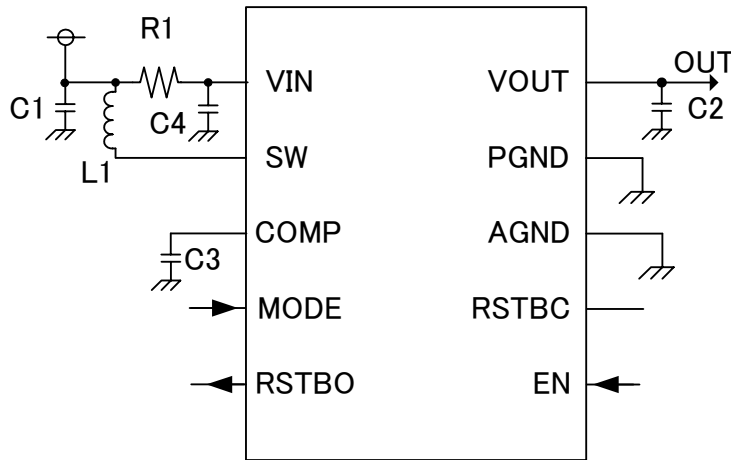 R1
OUT
VIN
VOUT
C1
C4
C2
L1
SW
PGND
COMP
AGND
C3
MODE
RSTBC
RSTBO
EN